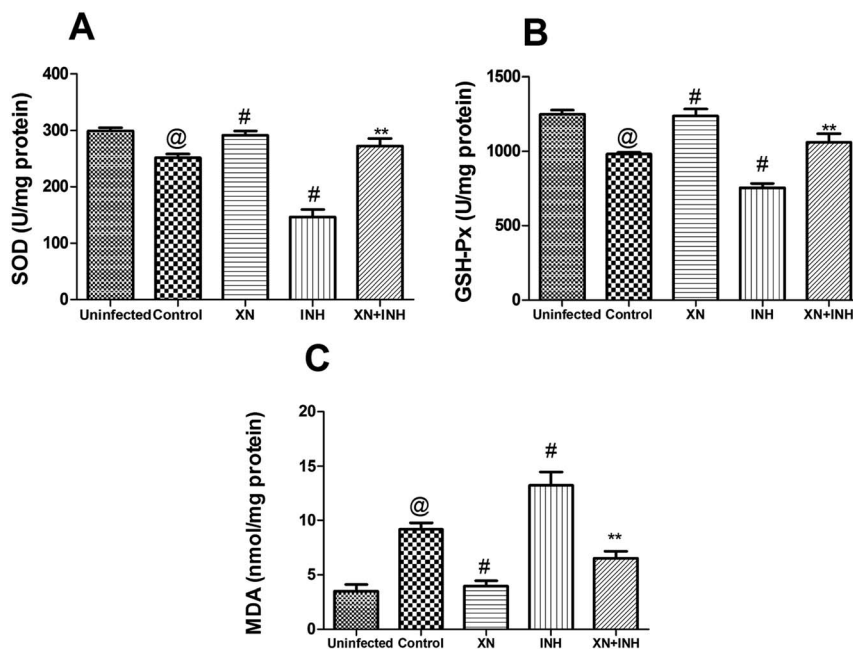 A
SOD (U/mg protein)
400
300
200
100
0
@
#
#
**
Uninfected Control XN INH XN+INH
B
GSH-Px (U/mg protein)
1500
1000
500
0
@
#
#
**
Uninfected Control XN INH XN+INH
C
MDA (nmol/mg protein)
20
15
10
5
0
@
#
#
**
Uninfected Control XN INH XN+INH